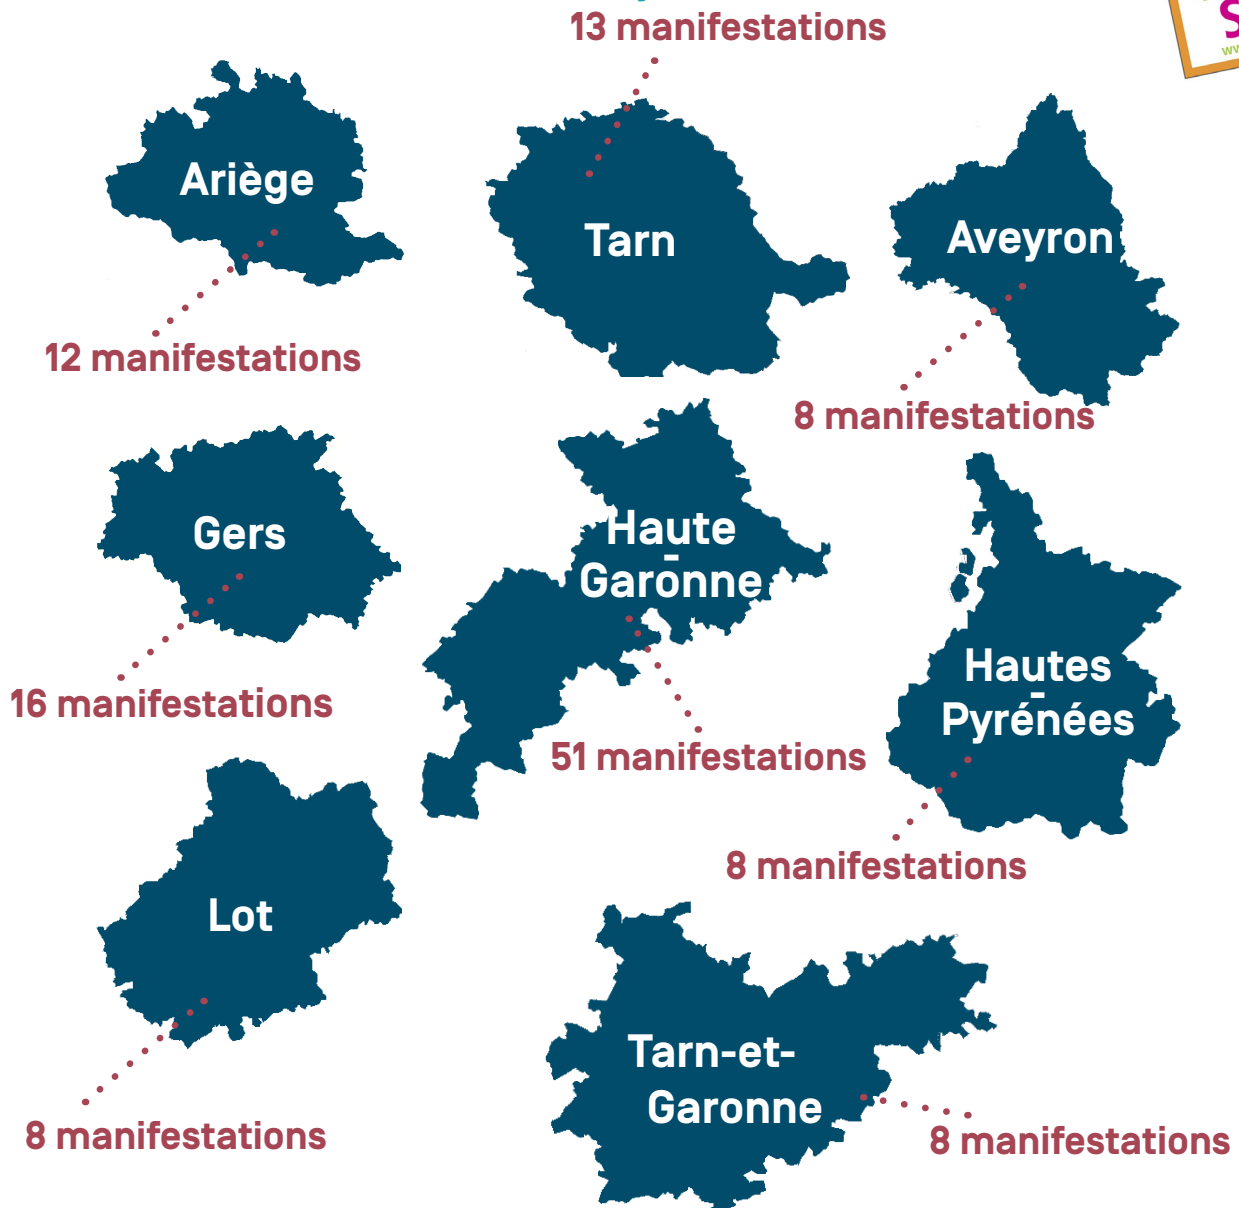 13 manifestations
Ariège
Tarn
Aveyron
12 manifestations
8 manifestations
Gers
Haute
-
Garonne
Hautes
-
Pyrénées
16 manifestations
51 manifestations
8 manifestations
Lot
Tarn-et-
Garonne
8 manifestations
8 manifestations